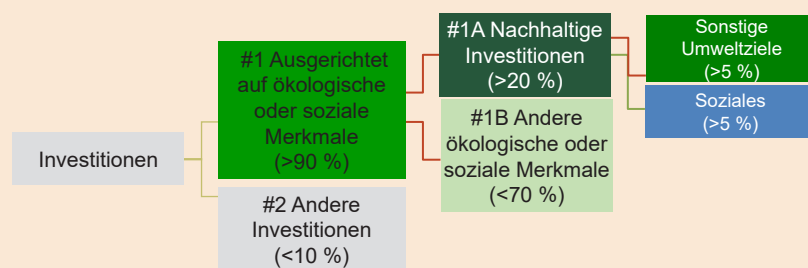 Investitionen
#1 Ausgerichtet
auf ökologische
oder soziale
Merkmale
(>90 %)
#2 Andere
Investitionen
(<10 %)
#1A Nachhaltige
Investitionen
(>20 %)
#1B Andere
ökologische oder
soziale Merkmale
(<70 %)
Sonstige
Umweltziele
(>5 %)
Soziales
(>5 %)